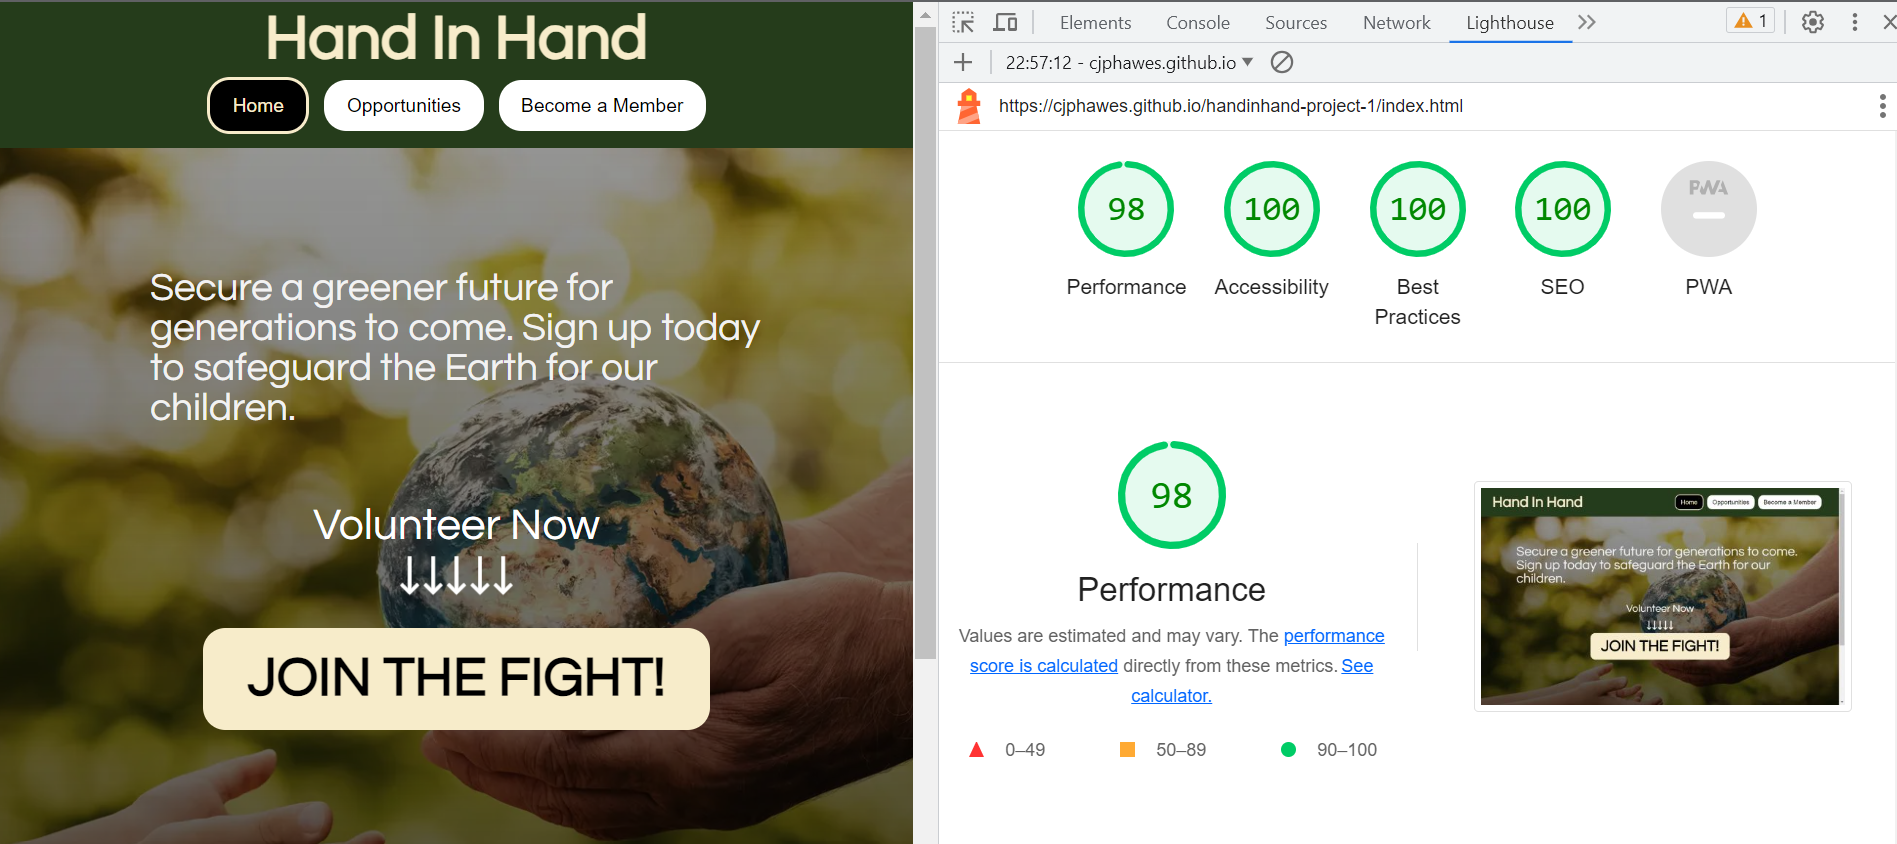 Hand In Hand
Home
Opportunities
Become a Member
Secure a greener future for
generations to come. Sign up today
to safeguard the Earth for our
children.
Volunteer Now
↓↓↓↓↓
JOIN THE FIGHT!
Elements
Console
Sources
Network
Lighthouse
1
22:57:12 - cjphawes.github.io
https://cjphawes.github.io/handinhand-project-1/index.html
98
100
100
100
PWA
Performance
Accessibility
Best
Practices
SEO
PWA
98
Performance
Values are estimated and may vary. The performance
score is calculated directly from these metrics. See
calculator.
0–49
50–89
90–100
Hand In Hand
Home
Opportunities
Become a Member
Secure a greener future for generations to come.
Sign up today to safeguard the Earth for our
children.
Volunteer Now
↓↓↓↓↓
JOIN THE FIGHT!